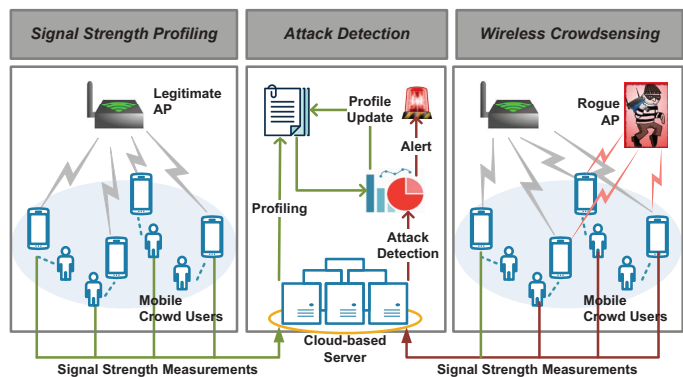 Signal Strength Profiling
Attack Detection
Wireless Crowdsensing
Legitimate
AP
Mobile
Crowd Users
Profile
Update
Alert
Profiling
Attack
Detection
Cloud-based
Server
Rogue
AP
Mobile
Crowd Users
Signal Strength Measurements
Signal Strength Measurements